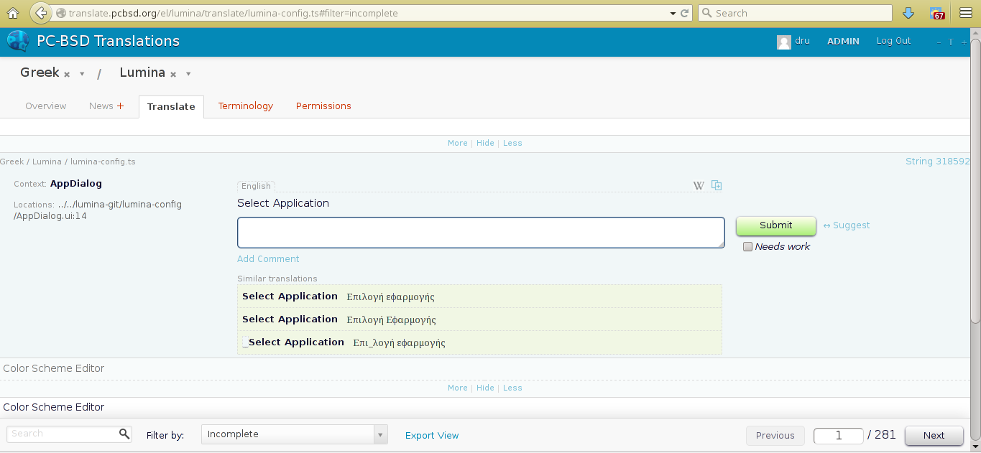 translate.pcbsd.org/el/lumina/translate/lumina-config.ts#filter=incomplete
Search
67
PC-BSD Translations
dru
ADMIN
Log Out
Greek
/
Lumina
Overview
News +
Translate
Terminology
Permissions
More | Hide | Less
Greek / Lumina / lumina-config.ts
String 318592
Context: AppDialog
Locations: ../../lumina-git/lumina-config
/AppDialog.ui:14
English
W
Select Application
Submit
↔ Suggest
Needs work
Add Comment
Similar translations
Select Application Επιλογή εφαρμογής
Select Application Επιλογή Εφαρμογής
_Select Application Επι_λογή εφαρμογής
Color Scheme Editor
More | Hide | Less
Color Scheme Editor
Search
Filter by:
Incomplete
Export View
Previous
1
/ 281
Next